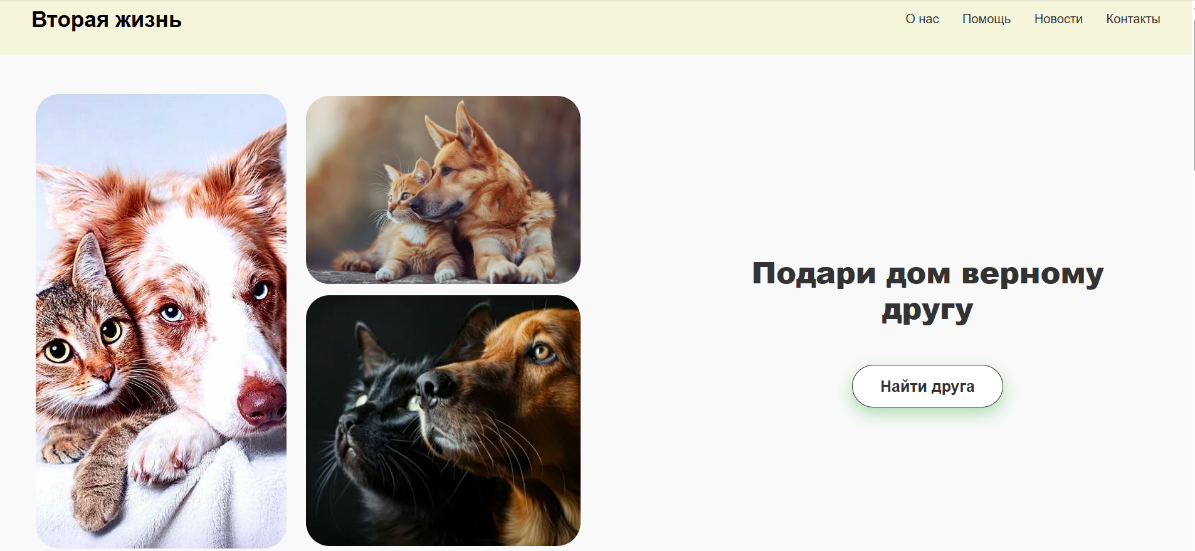 Вторая жизнь
О нас Помощь Новости Контакты
Подари дом верному
другу
Найти друга